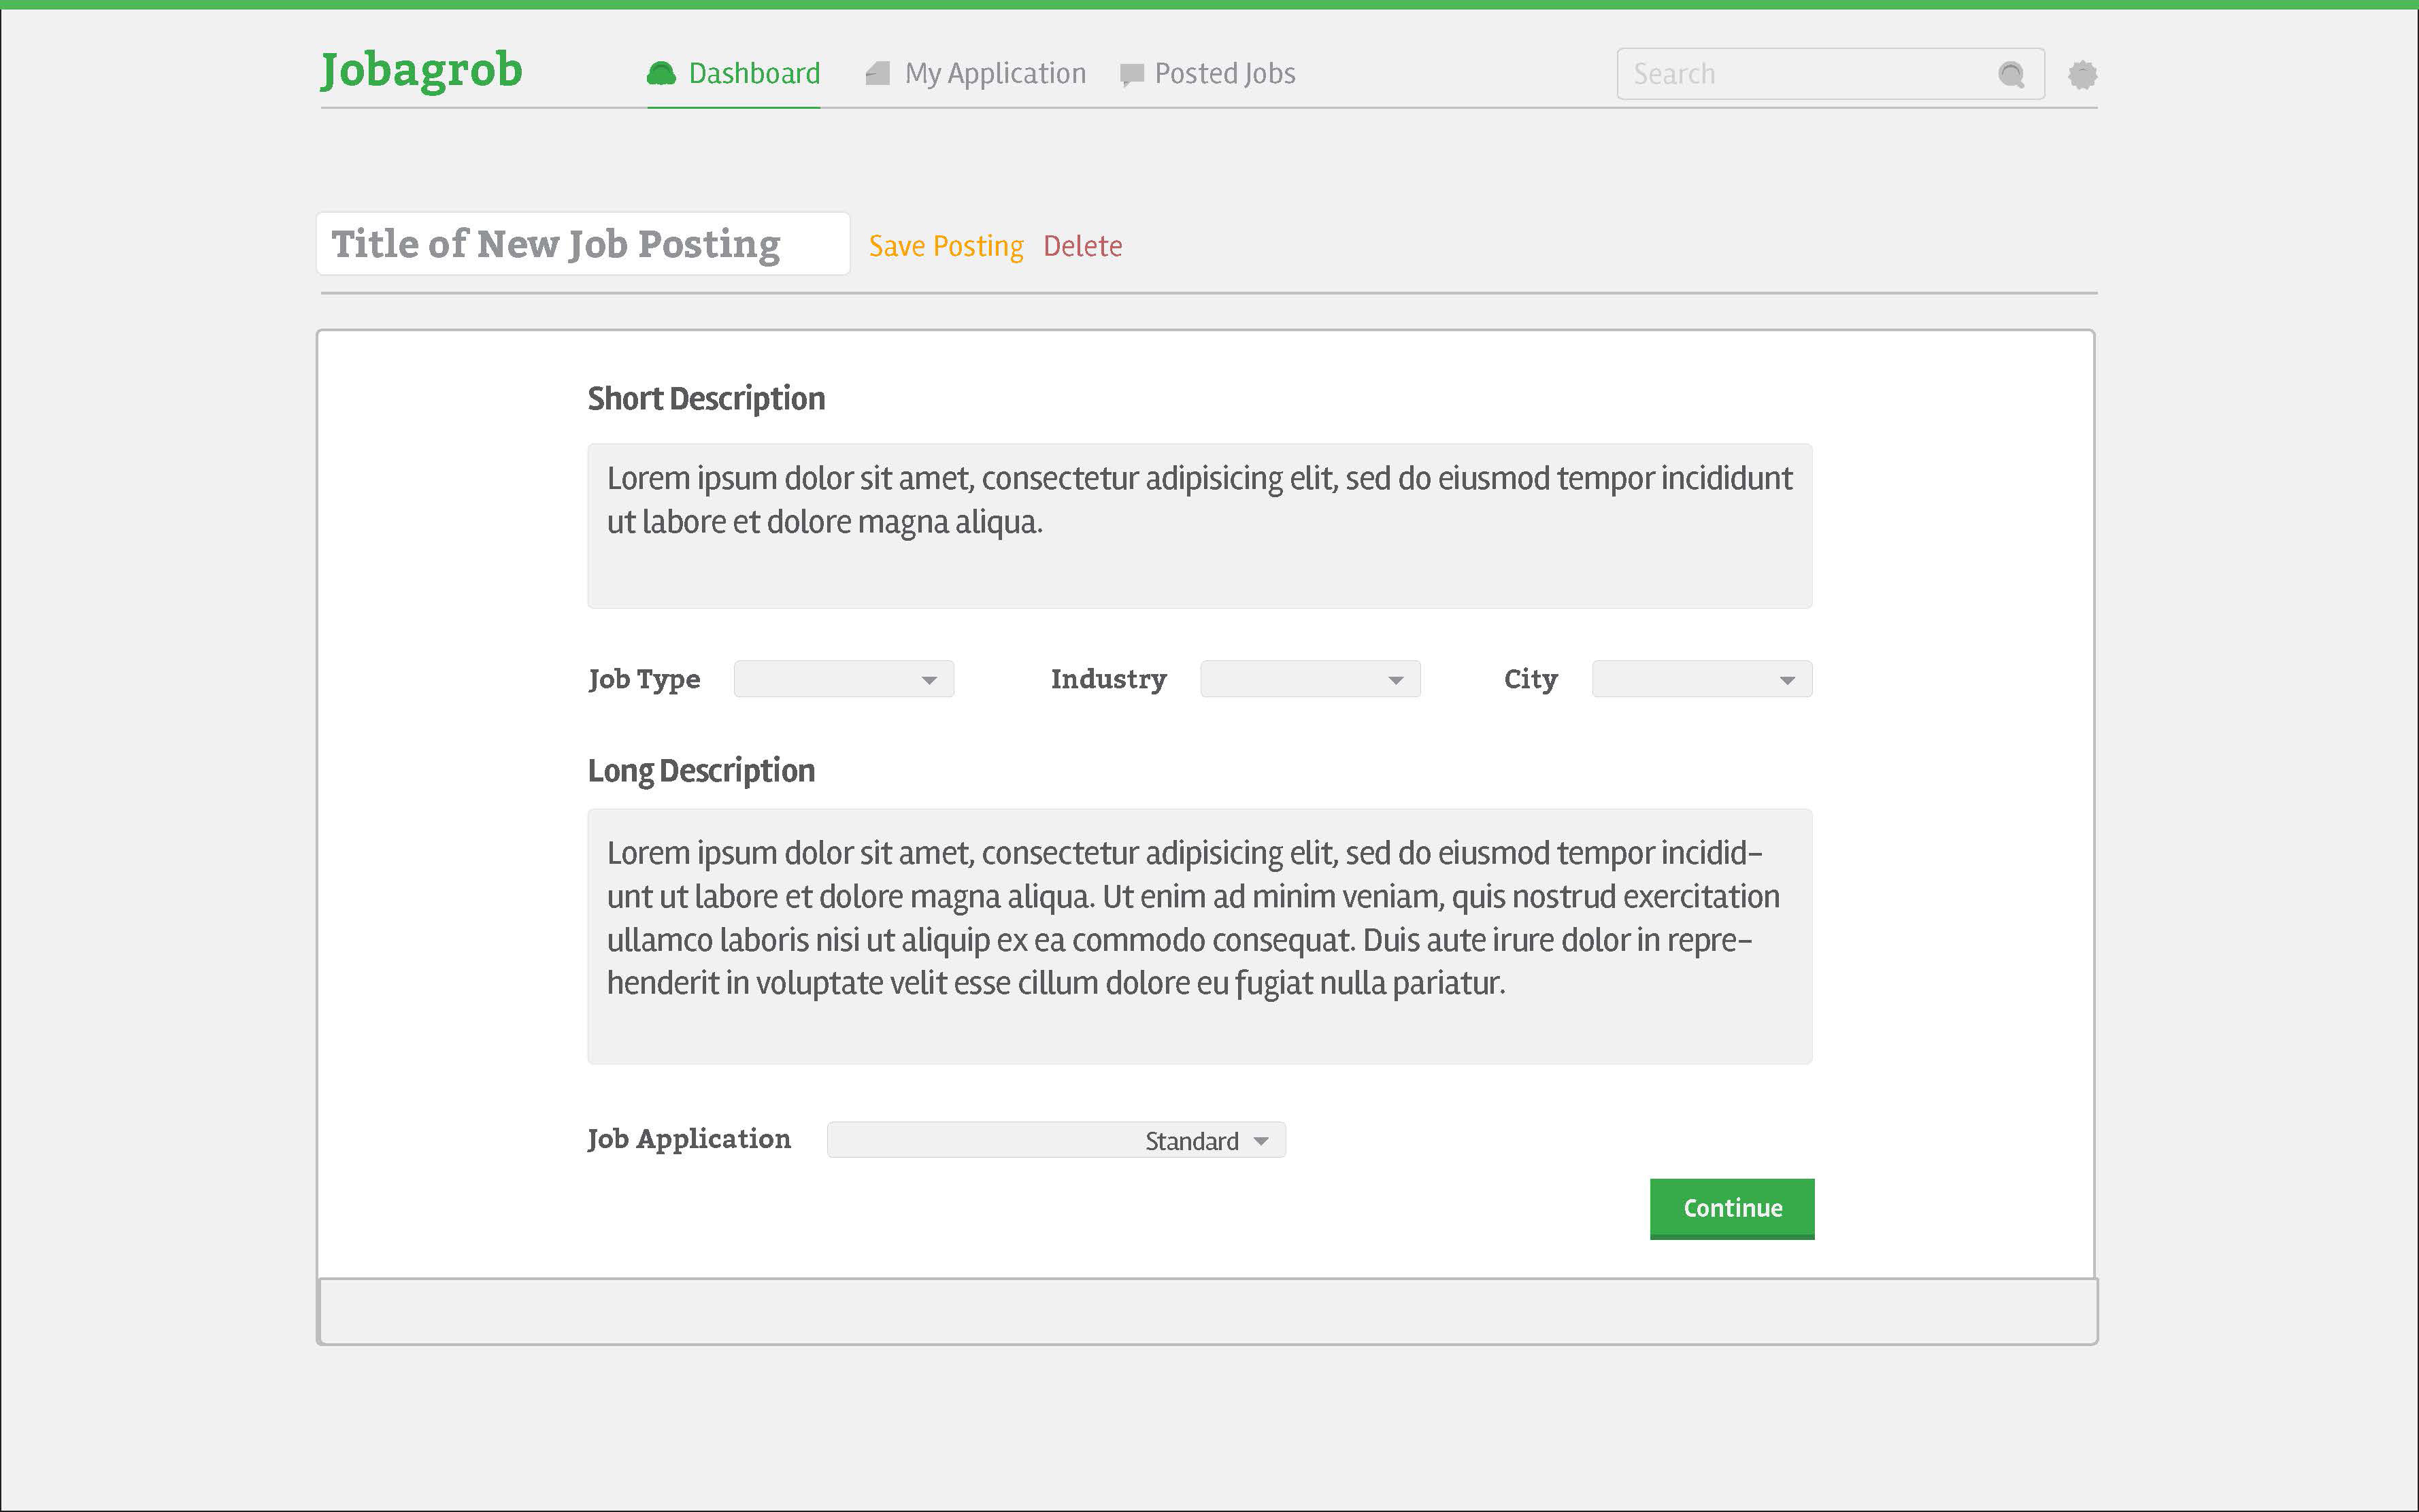 Jobagrob
Dashboard
My Application
Posted Jobs
Search
Title of New Job Posting
Save Posting
Delete
Short Description
Lorem ipsum dolor sit amet, consectetur adipisicing elit, sed do eiusmod tempor incididunt
ut labore et dolore magna aliqua.
Job Type
Industry
City
Long Description
Lorem ipsum dolor sit amet, consectetur adipisicing elit, sed do eiusmod tempor incidid-
unt ut labore et dolore magna aliqua. Ut enim ad minim veniam, quis nostrud exercitation
ullamco laboris nisi ut aliquip ex ea commodo consequat. Duis aute irure dolor in repre-
henderit in voluptate velit esse cillum dolore eu fugiat nulla pariatur.
Job Application
Standard
Continue